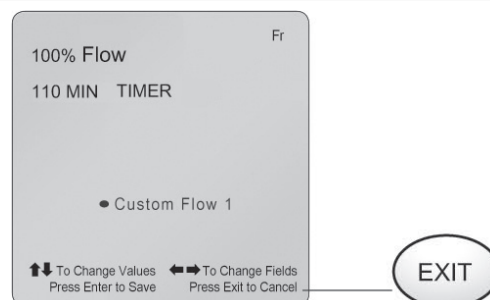 Fr
100% Flow
110 MIN TIMER
● Custom Flow 1
⬆⬇ To Change Values ⬅➡ To Change Fields
Press Enter to Save Press Exit to Cancel
EXIT